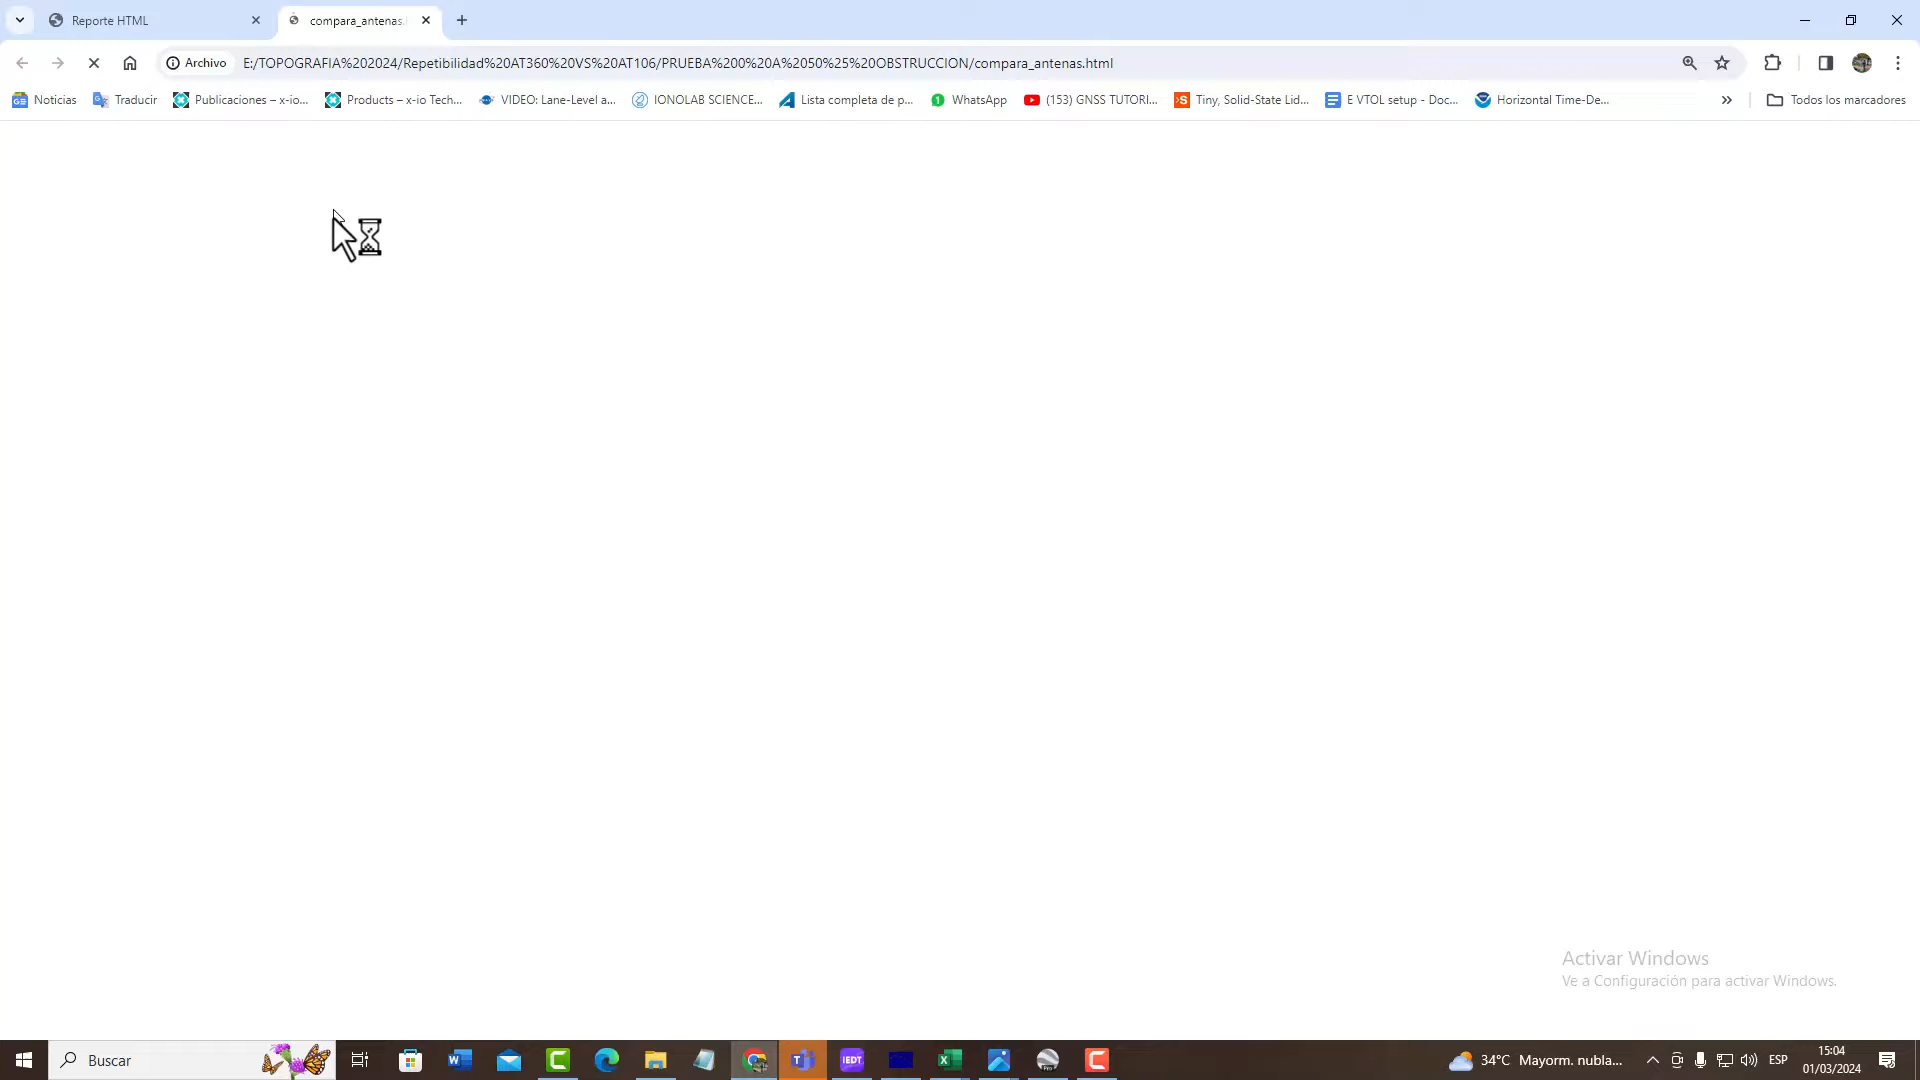 Reporte HTML
compara_antenas.
Archivo
E:/TOPOGRAFIA%202024/Repetibilidad%20AT360%20VS%20AT106/PRUEBA%200%20A%2050%25%20OBSTRUCCION/compara_antenas.html
Noticias
Traducir
Publicaciones – x-io...
Products – x-io Tech...
VIDEO: Lane-Level a...
IONOLAB SCIENCE...
Lista completa de p...
WhatsApp
(153) GNSS TUTORI...
Tiny, Solid-State Lid...
E VTOL setup - Doc...
Horizontal Time-De...
Todos los marcadores
Activar Windows
Ve a Configuración para activar Windows.
Buscar
IEDT
34°C Mayorm. nubla...
ESP
15:04
01/03/2024